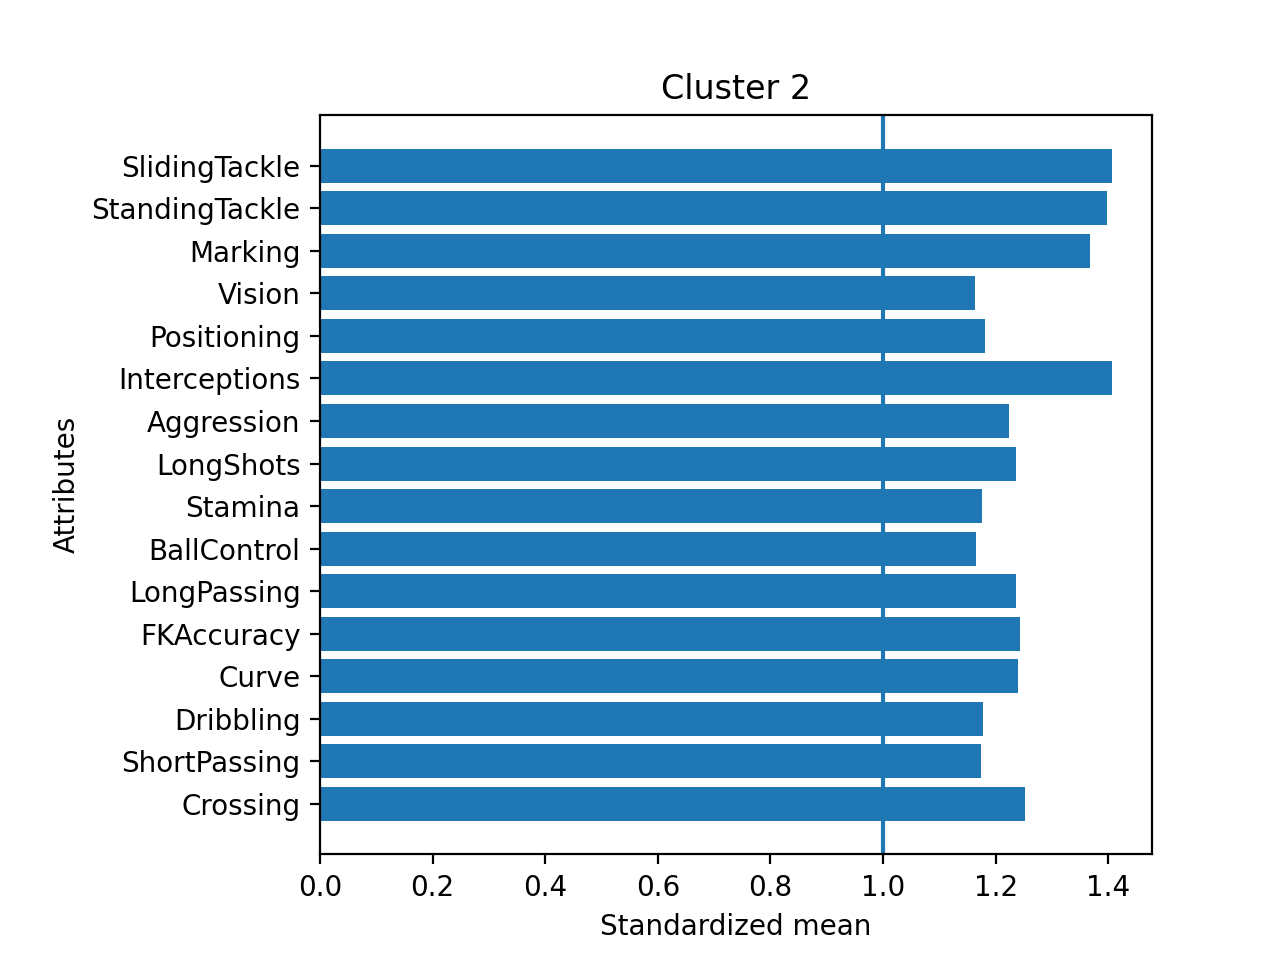 Cluster 2
SlidingTackle
StandingTackle
Marking
Vision
Positioning
Interceptions
Aggression
LongShots
Stamina
BallControl
LongPassing
FKAccuracy
Curve
Dribbling
ShortPassing
Crossing
Attributes
0.0 0.2 0.4 0.6 0.8 1.0 1.2 1.4
Standardized mean